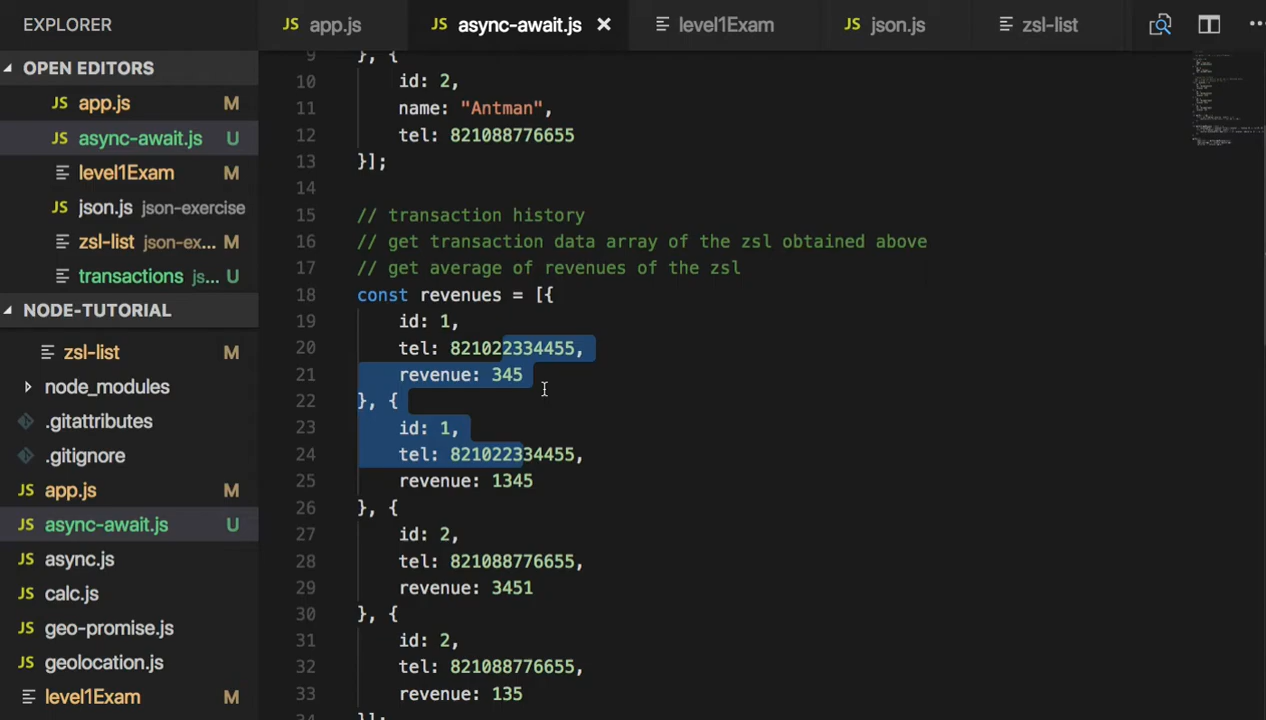 EXPLORER
JS app.js
JS async-await.js ×
level1Exam
JS json.js
zsl-list
OPEN EDITORS
JS app.js M
JS async-await.js U
level1Exam M
JS json.js json-exercise
zsl-list json-ex... M
transactions js... U
NODE-TUTORIAL
zsl-list
node_modules
.gitattributes
.gitignore
JS app.js M
JS async-await.js U
JS async.js
JS calc.js
JS geo-promise.js
JS geolocation.js
level1Exam M
9 }, {
10 id: 2,
11 name: "Antman",
12 tel: 821088776655
13 }];
14
15 // transaction history
16 // get transaction data array of the zsl obtained above
17 // get average of revenues of the zsl
18 const revenues = [{
19 id: 1,
20 tel: 821022334455,
21 revenue: 345
22 }, {
23 id: 1,
24 tel: 821022334455,
25 revenue: 1345
26 }, {
27 id: 2,
28 tel: 821088776655,
29 revenue: 3451
30 }, {
31 id: 2,
32 tel: 821088776655,
33 revenue: 135
34 }];